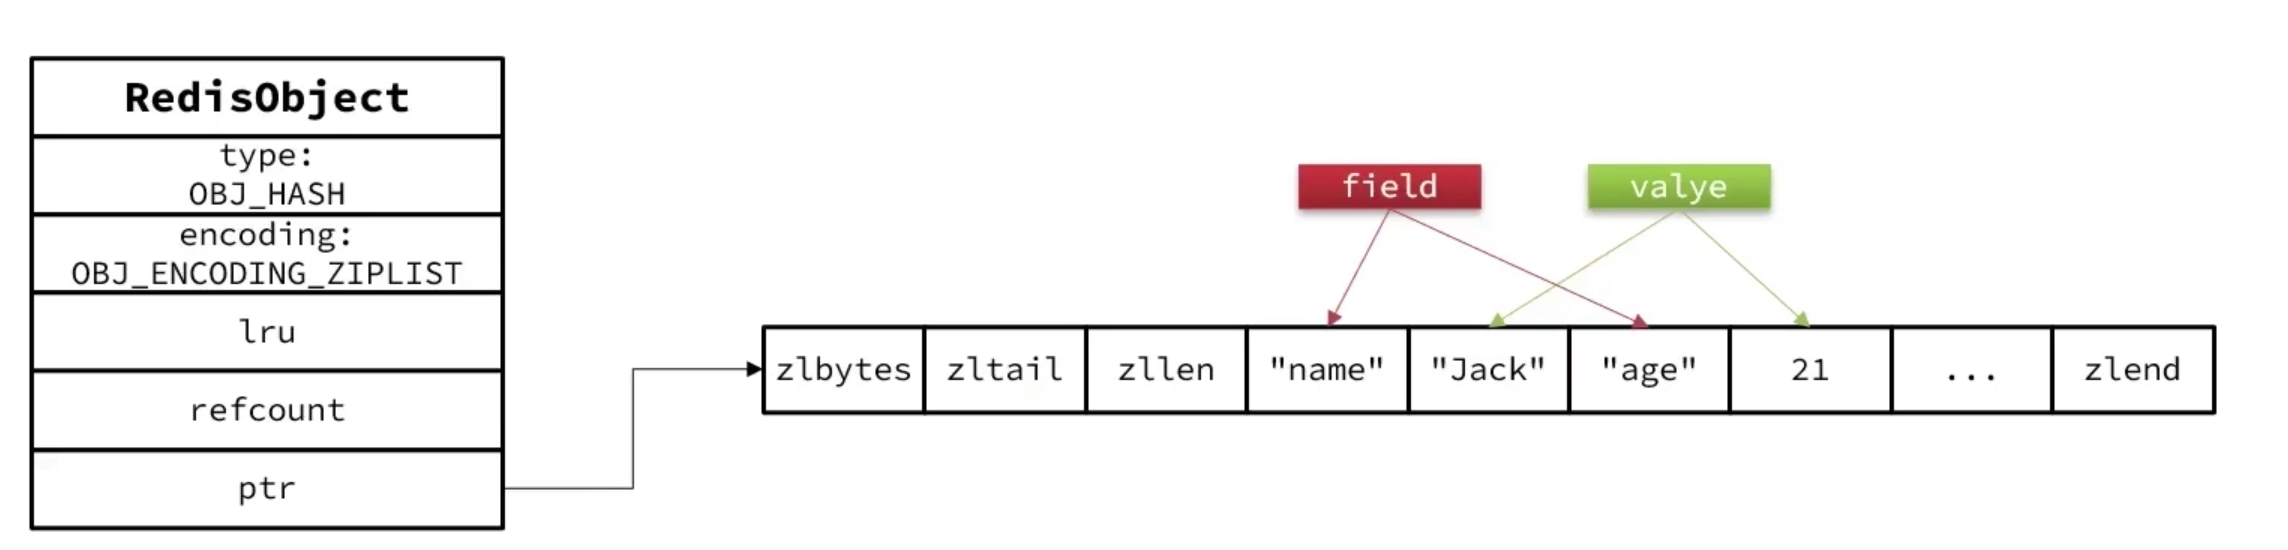 RedisObject
type:
OBJ_HASH
encoding:
OBJ_ENCODING_ZIPLIST
lru
refcount
ptr
field
valye
zlbytes zltail zllen "name" "Jack" "age" 21 ... zlend